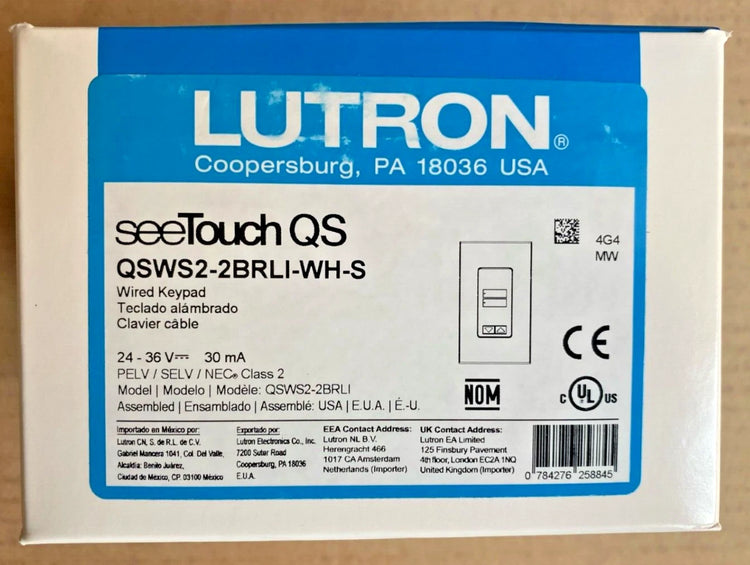 LUTRON®
Coopersburg, PA 18036 USA
seeTouch QS
QSWS2-2BRLI-WH-S
Wired Keypad
Teclado alámbrado
Clavier câble
4G4
MW
24 - 36 V⎓ 30 mA
PELV / SELV / NEC® Class 2
Model | Modelo | Modèle: QSWS2-2BRLI
Assembled | Ensamblado | Assemblé: USA | E.U.A. | É.-U.
CE
NOM
C UL US
Importado en México por:
Lutron CN, S. de R.L. de C.V.
Gabriel Mancera 1041, Col. Del Valle,
Alcaldía: Benito Juárez,
Ciudad de México, CP. 03100 México
Exportado por:
Lutron Electronics Co., Inc.
7200 Suter Road
Coopersburg, PA 18036
E.U.A.
EEA Contact Address:
Lutron NL B.V.
Herengracht 466
1017 CA Amsterdam
Netherlands (Importer)
UK Contact Address:
Lutron EA Limited
125 Finsbury Pavement
4th floor, London EC2A 1NQ
United Kingdom (Importer)
0 784276 258845